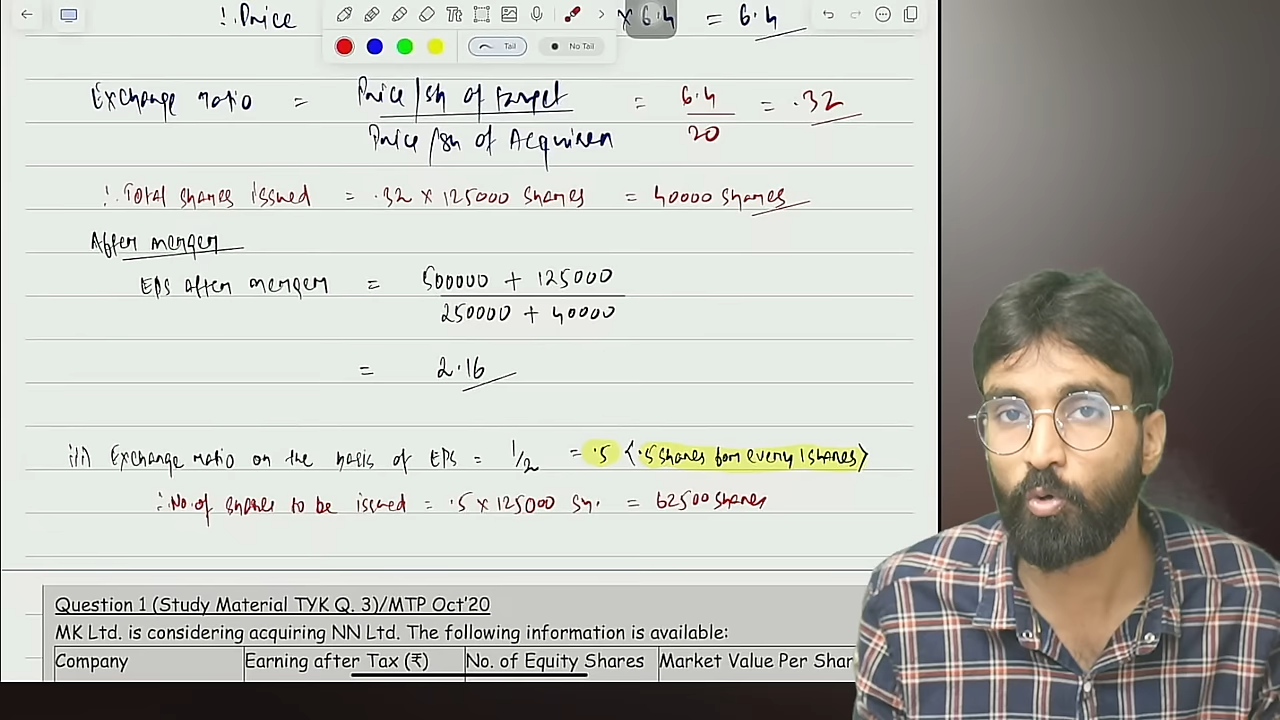 ∴ Price × 6.4 = 6.4
Tail No Tail
Exchange ratio = Price/sh of target / Price/sh of Acquirer = 6.4 / 20 = .32
∴ Total shares issued = .32 × 125000 shares = 40000 shares
After merger
EPS after merger = 500000 + 125000 / 250000 + 40000
= 2.16
iii) Exchange ratio on the basis of EPS = 1/2 = .5 (.5 shares for every 1 shares)
∴ No. of shares to be issued = .5 × 125000 sh. = 62500 shares
Question 1 (Study Material TYK Q. 3)/MTP Oct'20
MK Ltd. is considering acquiring NN Ltd. The following information is available:
Company Earning after Tax (₹) No. of Equity Shares Market Value Per Shar